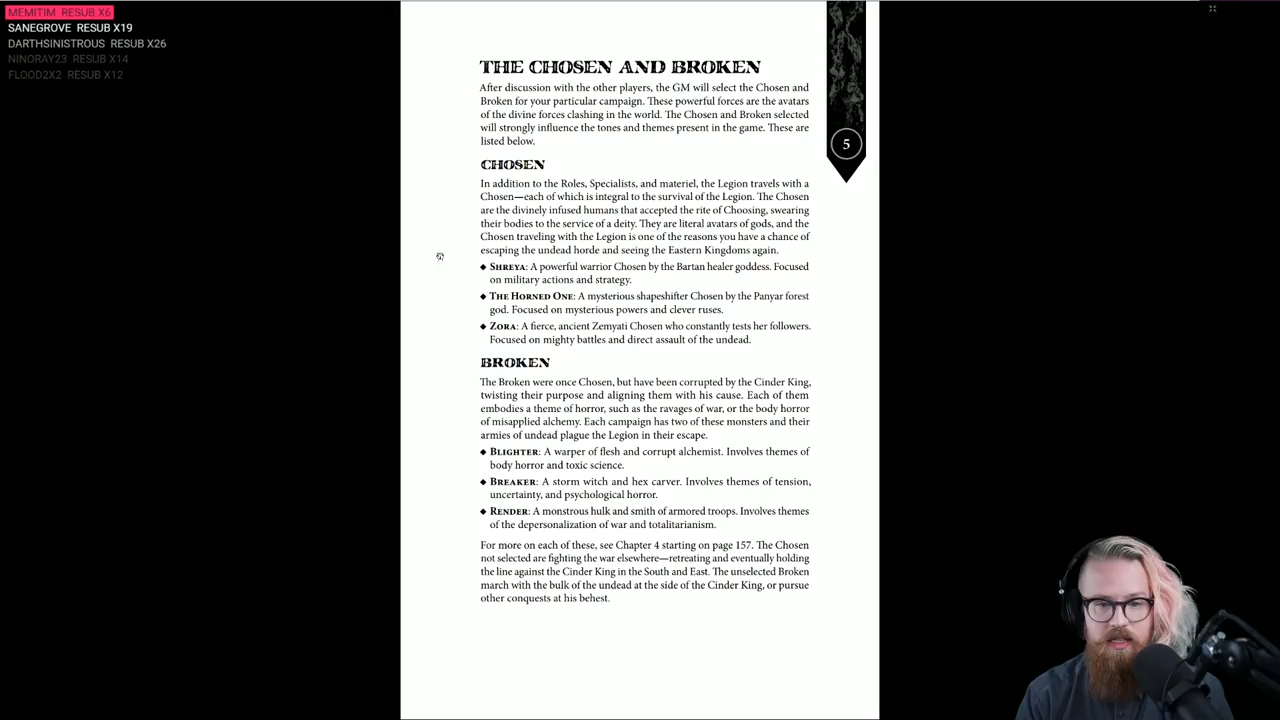 MEMITIM RESUB X6
SANEGROVE RESUB X19
DARTHSINISTROUS RESUB X26
NINORAY23 RESUB X14
FLOOD2X2 RESUB X12
THE CHOSEN AND BROKEN
After discussion with the other players, the GM will select the Chosen and
Broken for your particular campaign. These powerful forces are the avatars
of the divine forces clashing in the world. The Chosen and Broken selected
will strongly influence the tones and themes present in the game. These are
listed below.
5
CHOSEN
In addition to the Roles, Specialists, and materiel, the Legion travels with a
Chosen—each of which is integral to the survival of the Legion. The Chosen
are the divinely infused humans that accepted the rite of Choosing, swearing
their bodies to the service of a deity. They are literal avatars of gods, and the
Chosen traveling with the Legion is one of the reasons you have a chance of
escaping the undead horde and seeing the Eastern Kingdoms again.
◆ SHREYA: A powerful warrior Chosen by the Bartan healer goddess. Focused
on military actions and strategy.
◆ THE HORNED ONE: A mysterious shapeshifter Chosen by the Panyar forest
god. Focused on mysterious powers and clever ruses.
◆ ZORA: A fierce, ancient Zemyati Chosen who constantly tests her followers.
Focused on mighty battles and direct assault of the undead.
BROKEN
The Broken were once Chosen, but have been corrupted by the Cinder King,
twisting their purpose and aligning them with his cause. Each of them
embodies a theme of horror, such as the ravages of war, or the body horror
of misapplied alchemy. Each campaign has two of these monsters and their
armies of undead plague the Legion in their escape.
◆ BLIGHTER: A warper of flesh and corrupt alchemist. Involves themes of
body horror and toxic science.
◆ BREAKER: A storm witch and hex carver. Involves themes of tension,
uncertainty, and psychological horror.
◆ RENDER: A monstrous hulk and smith of armored troops. Involves themes
of the depersonalization of war and totalitarianism.
For more on each of these, see Chapter 4 starting on page 157. The Chosen
not selected are fighting the war elsewhere—retreating and eventually holding
the line against the Cinder King in the South and East. The unselected Broken
march with the bulk of the undead at the side of the Cinder King, or pursue
other conquests at his behest.